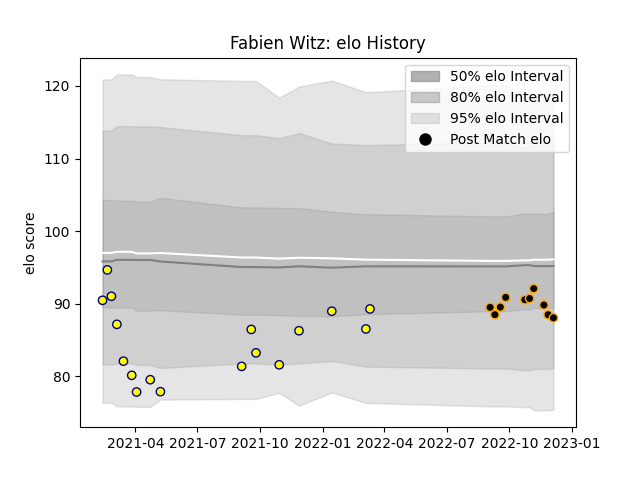 Fabien Witz: elo History
50% elo Interval
80% elo Interval
95% elo Interval
Post Match elo
elo score
120
110
100
90
80
2021-04 2021-07 2021-10 2022-01 2022-04 2022-07 2022-10 2023-01